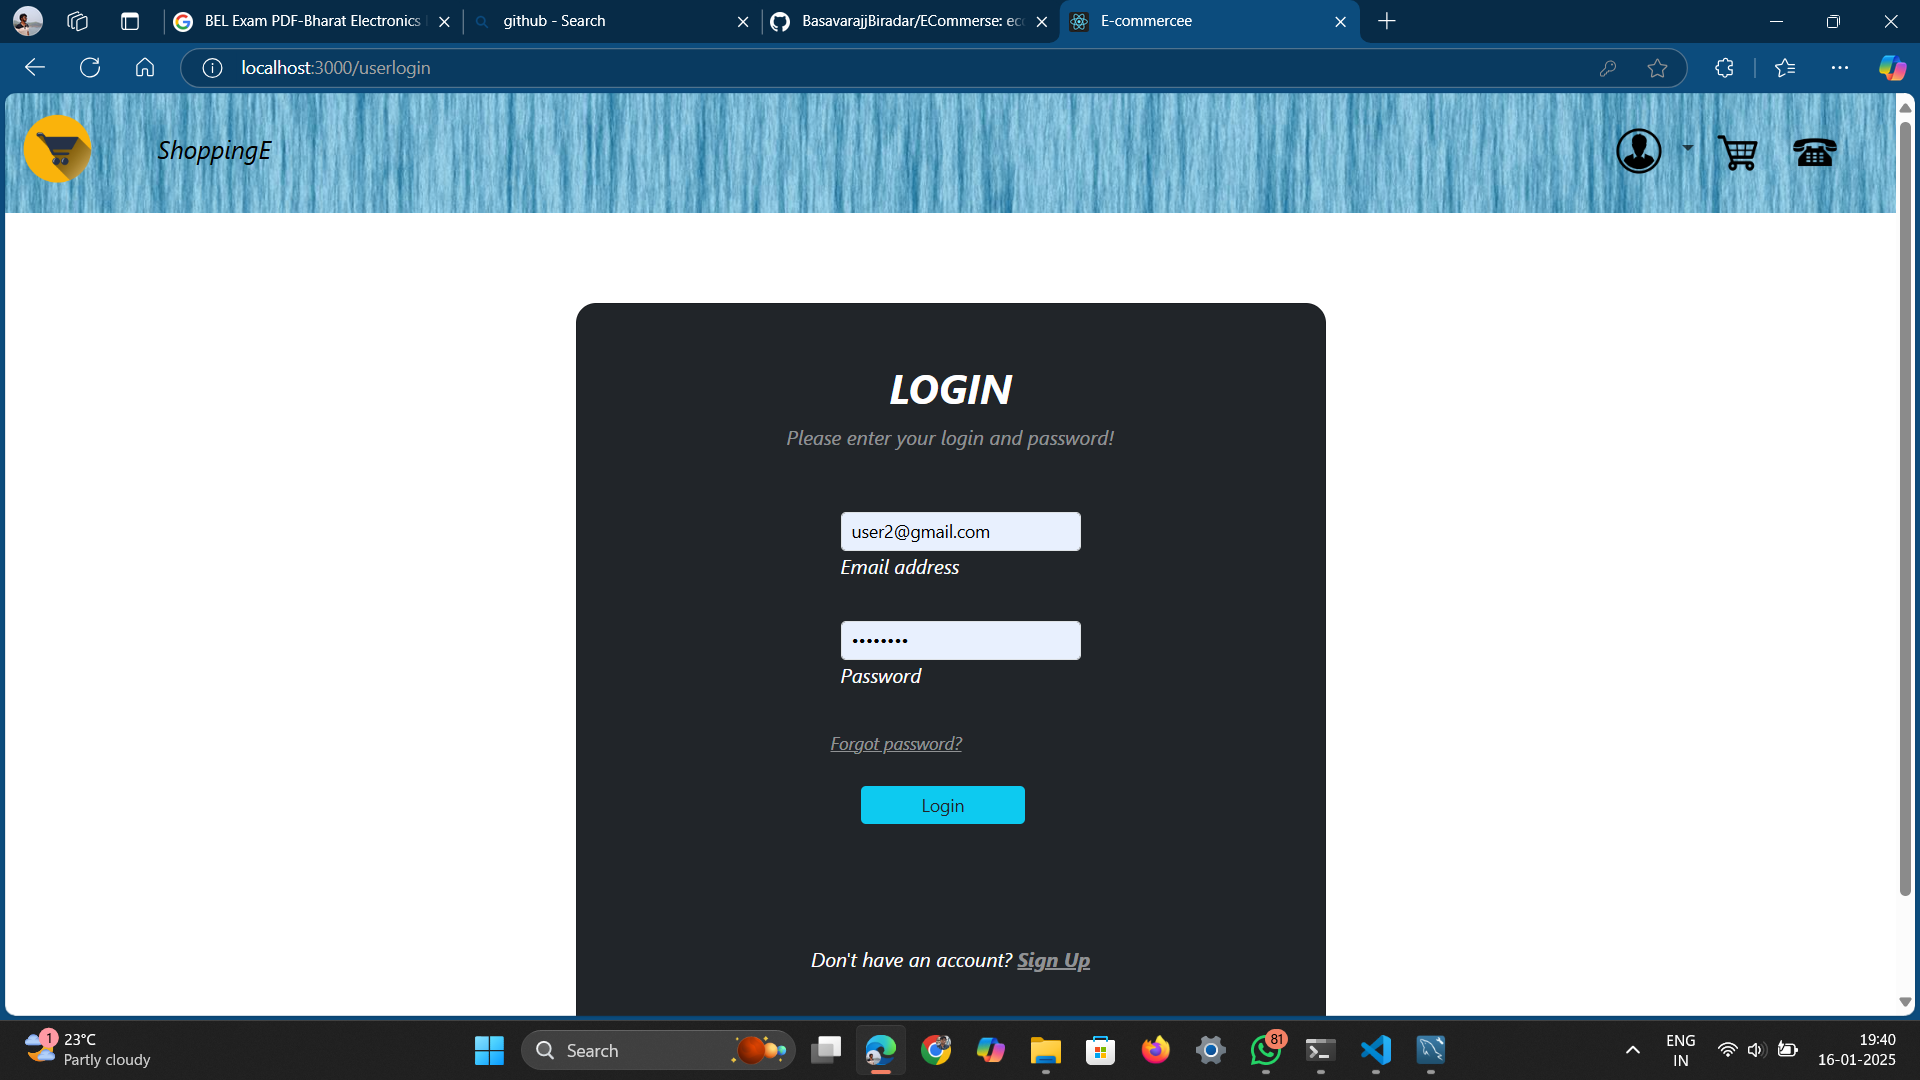 BEL Exam PDF-Bharat Electronics
github - Search
BasavarajjBiradar/ECommerse: ec
E-commercee
localhost:3000/userlogin
ShoppingE
LOGIN
Please enter your login and password!
user2@gmail.com
Email address
••••••••
Password
Forgot password?
Login
Don't have an account? Sign Up
1
23°C
Partly cloudy
Search
81
ENG
IN
19:40
16-01-2025